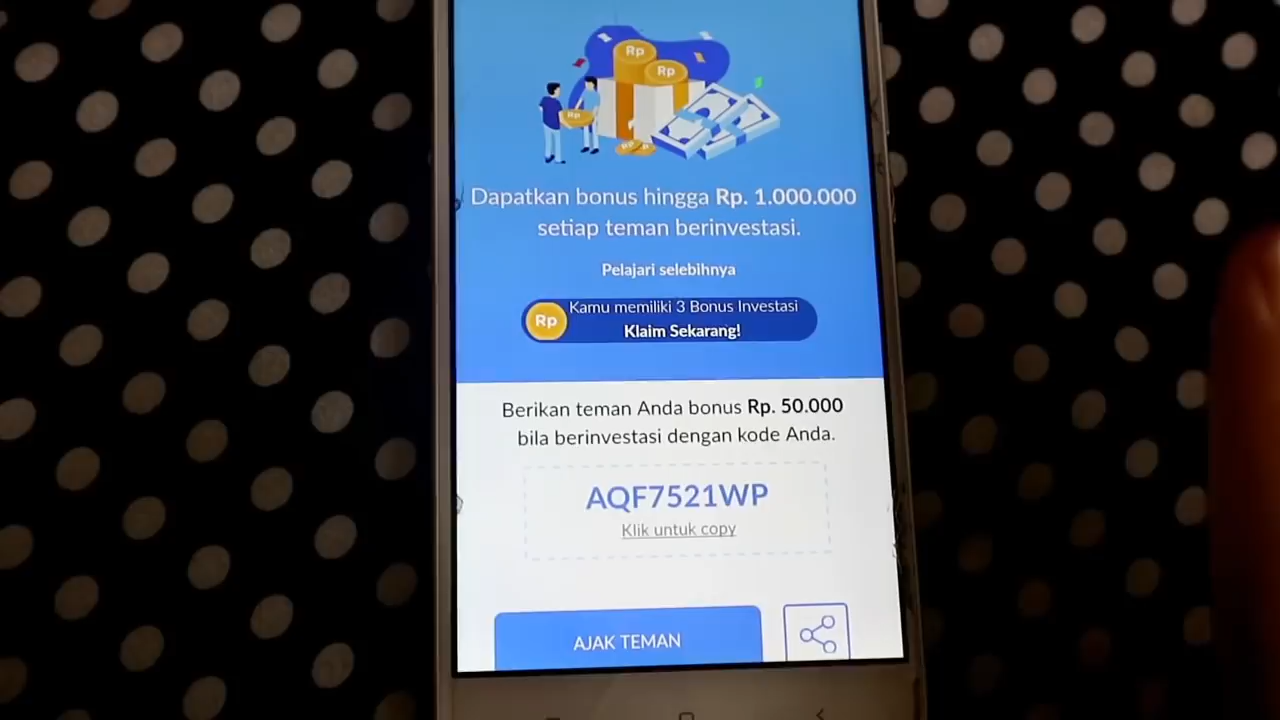 Rp
Rp
Rp
Dapatkan bonus hingga Rp. 1.000.000
setiap teman berinvestasi.
Pelajari selebihnya
Rp
Kamu memiliki 3 Bonus Investasi
Klaim Sekarang!
Berikan teman Anda bonus Rp. 50.000
bila berinvestasi dengan kode Anda.
AQF7521WP
Klik untuk copy
AJAK TEMAN